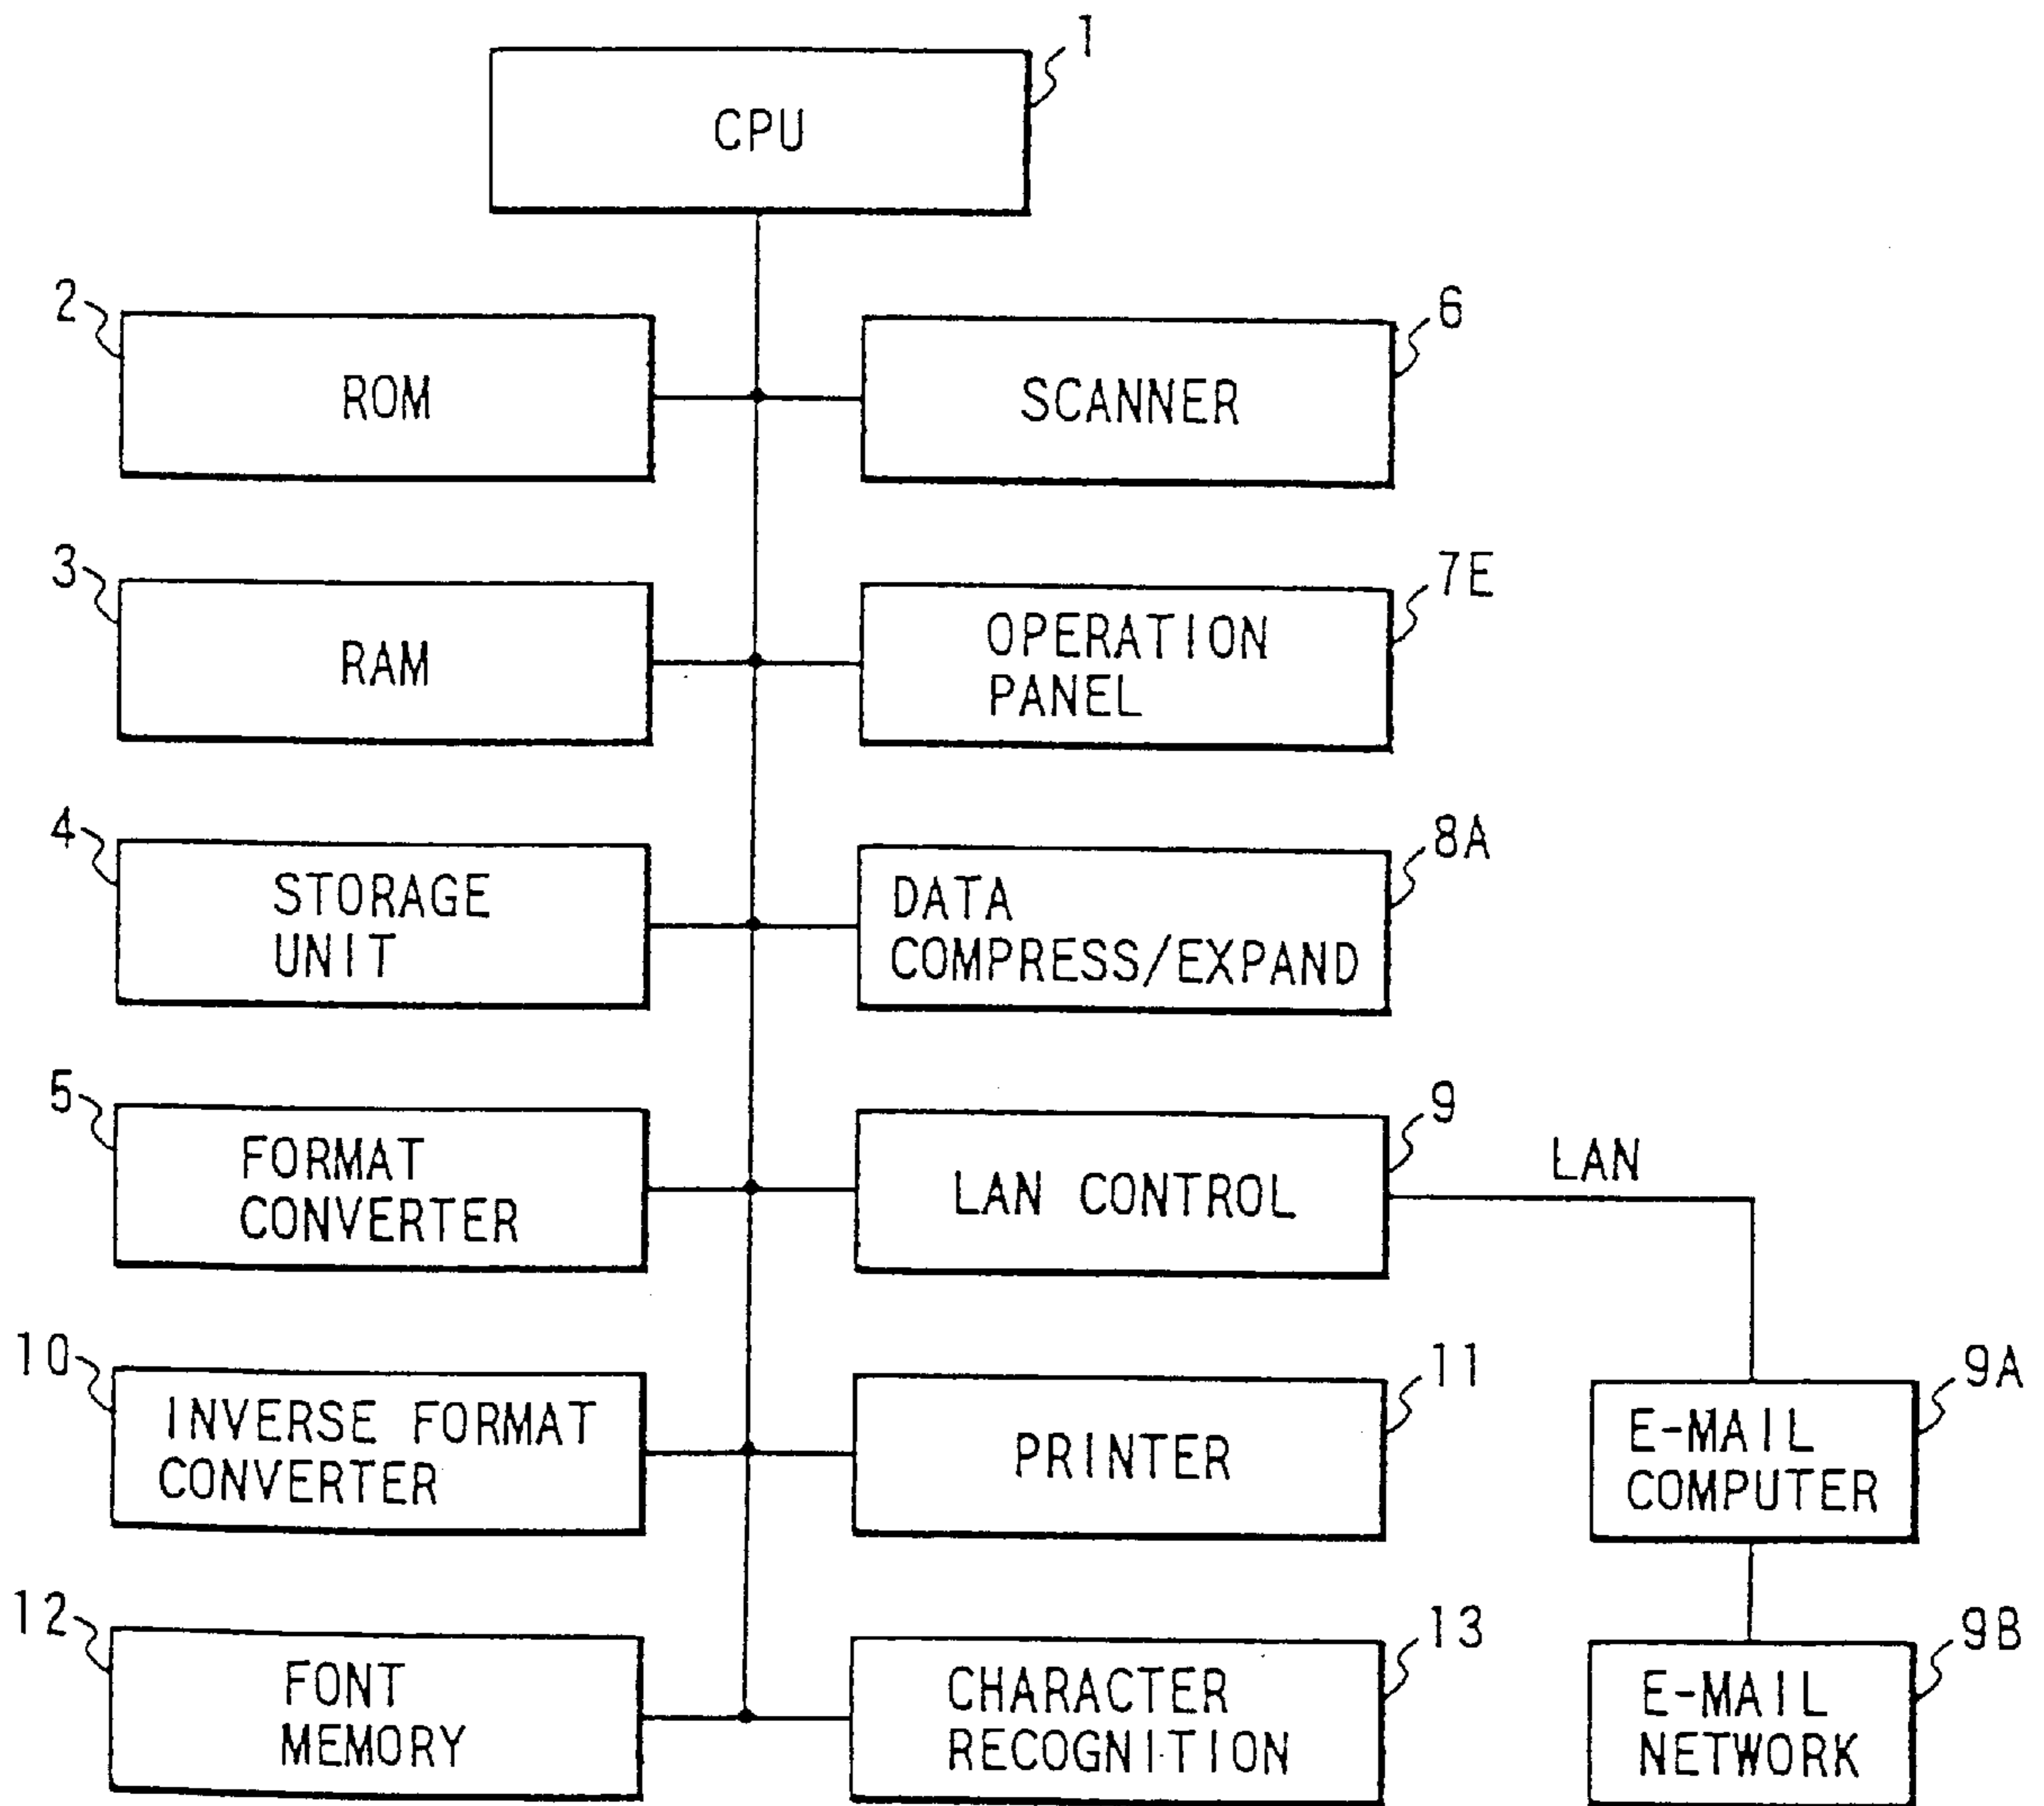 1
CPU
2
ROM
6
SCANNER
3
RAM
7E
OPERATION
PANEL
4
STORAGE
UNIT
8A
DATA
COMPRESS/EXPAND
5
FORMAT
CONVERTER
9
LAN CONTROL
LAN
10
INVERSE FORMAT
CONVERTER
11
PRINTER
9A
E-MAIL
COMPUTER
12
FONT
MEMORY
13
CHARACTER
RECOGNITION
9B
E-MAIL
NETWORK